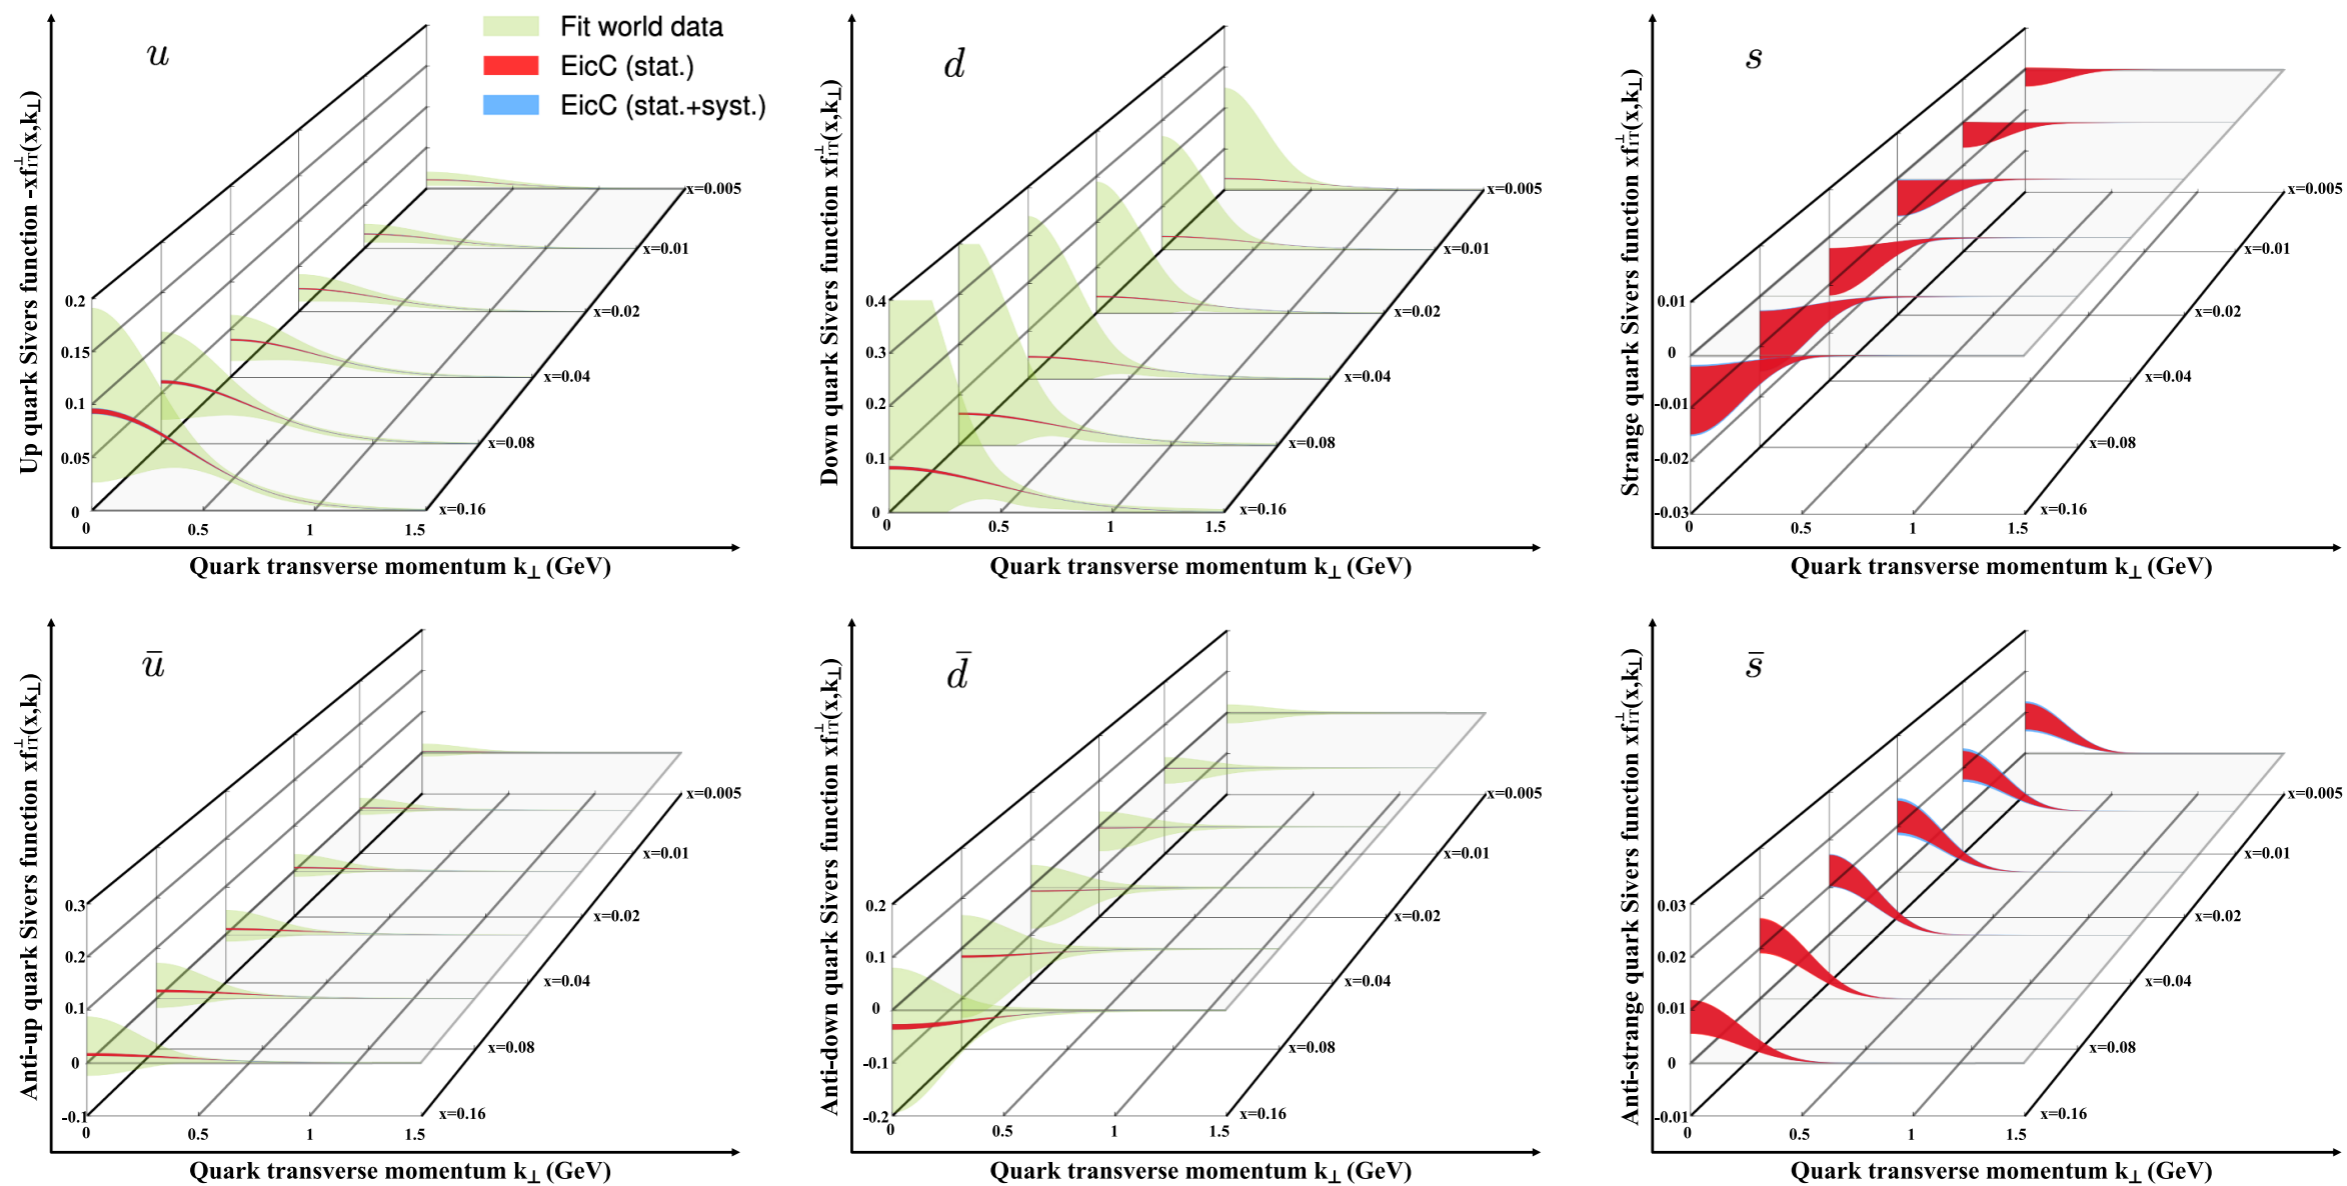 u
Fit world data
EicC (stat.)
EicC (stat.+syst.)
Up quark Sivers function -xf⊥1T(x,k⊥)
0.2
0.15
0.1
0.05
0
0
0.5
1
1.5
x=0.005
x=0.01
x=0.02
x=0.04
x=0.08
x=0.16
Quark transverse momentum k⊥ (GeV)
d
Down quark Sivers function xf⊥1T(x,k⊥)
0.4
0.3
0.2
0.1
0
0
0.5
1
1.5
x=0.005
x=0.01
x=0.02
x=0.04
x=0.08
x=0.16
Quark transverse momentum k⊥ (GeV)
s
Strange quark Sivers function xf⊥1T(x,k⊥)
0.01
0
-0.01
-0.02
-0.03
0
0.5
1
1.5
x=0.005
x=0.01
x=0.02
x=0.04
x=0.08
x=0.16
Quark transverse momentum k⊥ (GeV)
ū
Anti-up quark Sivers function xf⊥1T(x,k⊥)
0.3
0.2
0.1
0
-0.1
0
0.5
1
1.5
x=0.005
x=0.01
x=0.02
x=0.04
x=0.08
x=0.16
Quark transverse momentum k⊥ (GeV)
d̄
Anti-down quark Sivers function xf⊥1T(x,k⊥)
0.2
0.1
0
-0.1
-0.2
0
0.5
1
1.5
x=0.005
x=0.01
x=0.02
x=0.04
x=0.08
x=0.16
Quark transverse momentum k⊥ (GeV)
s̄
Anti-strange quark Sivers function xf⊥1T(x,k⊥)
0.03
0.02
0.01
0
-0.01
0
0.5
1
1.5
x=0.005
x=0.01
x=0.02
x=0.04
x=0.08
x=0.16
Quark transverse momentum k⊥ (GeV)